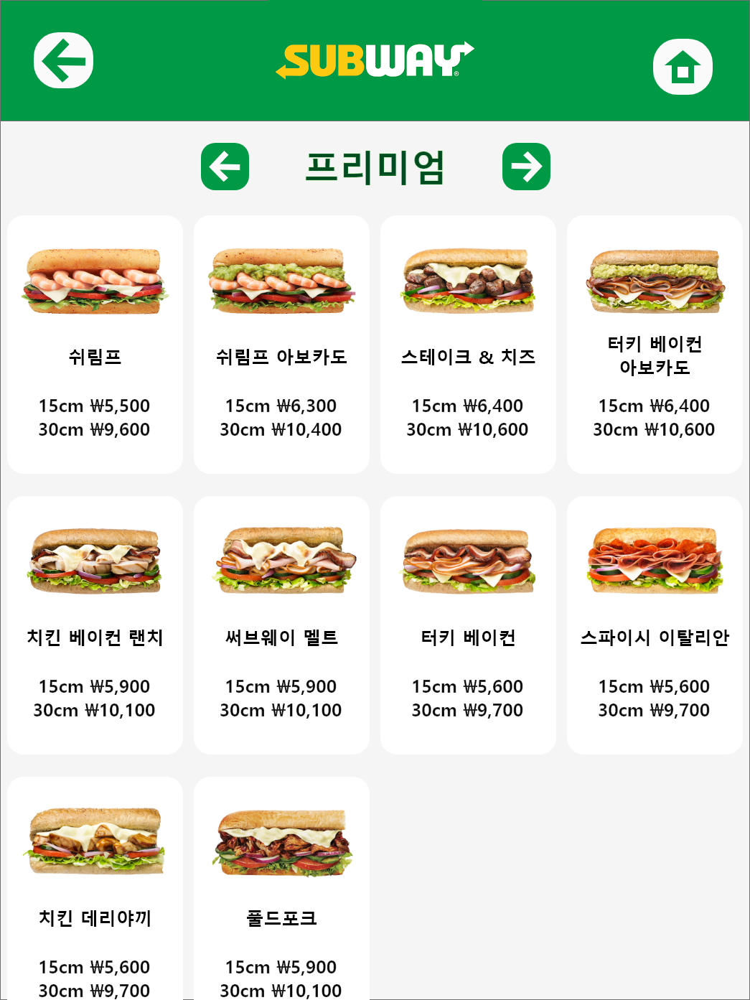 SUBWAY®
프리미엄
쉬림프
15cm ₩5,500
30cm ₩9,600
쉬림프 아보카도
15cm ₩6,300
30cm ₩10,400
스테이크 & 치즈
15cm ₩6,400
30cm ₩10,600
터키 베이컨
아보카도
15cm ₩6,400
30cm ₩10,600
치킨 베이컨 랜치
15cm ₩5,900
30cm ₩10,100
써브웨이 멜트
15cm ₩5,900
30cm ₩10,100
터키 베이컨
15cm ₩5,600
30cm ₩9,700
스파이시 이탈리안
15cm ₩5,600
30cm ₩9,700
치킨 데리야끼
15cm ₩5,600
30cm ₩9,700
풀드포크
15cm ₩5,900
30cm ₩10,100